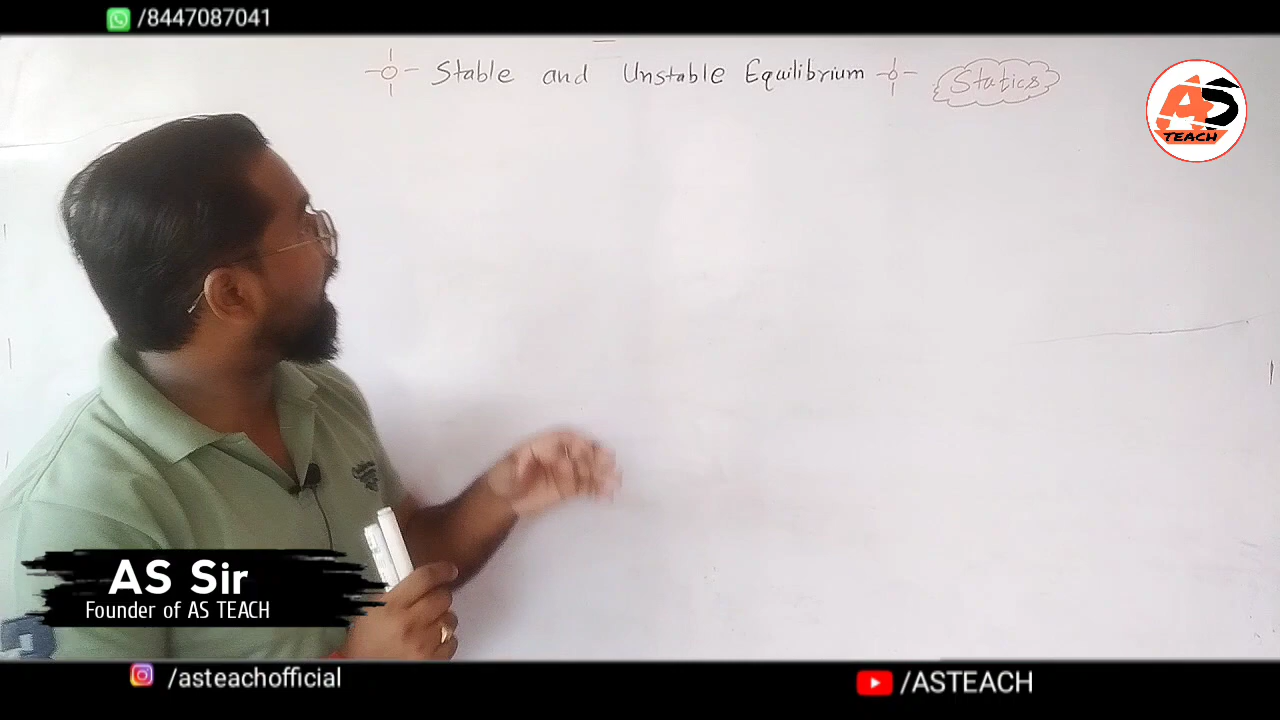 /8447087041
Stable and Unstable Equilibrium Statics
AS
TEACH
AS Sir
Founder of AS TEACH
/asteachofficial
/ASTEACH